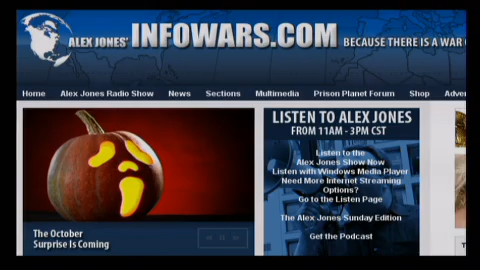 ALEX JONES' INFOWARS.COM BECAUSE THERE IS A WAR
Home Alex Jones Radio Show News Sections Multimedia Prison Planet Forum Shop
LISTEN TO ALEX JONES
FROM 11AM - 3PM CST
Listen to the
Alex Jones Show Now
Listen with Windows Media Player
Need More Internet Streaming
Options?
Go to the Listen Page
The Alex Jones Sunday Edition
Get the Podcast
The October
Surprise Is Coming